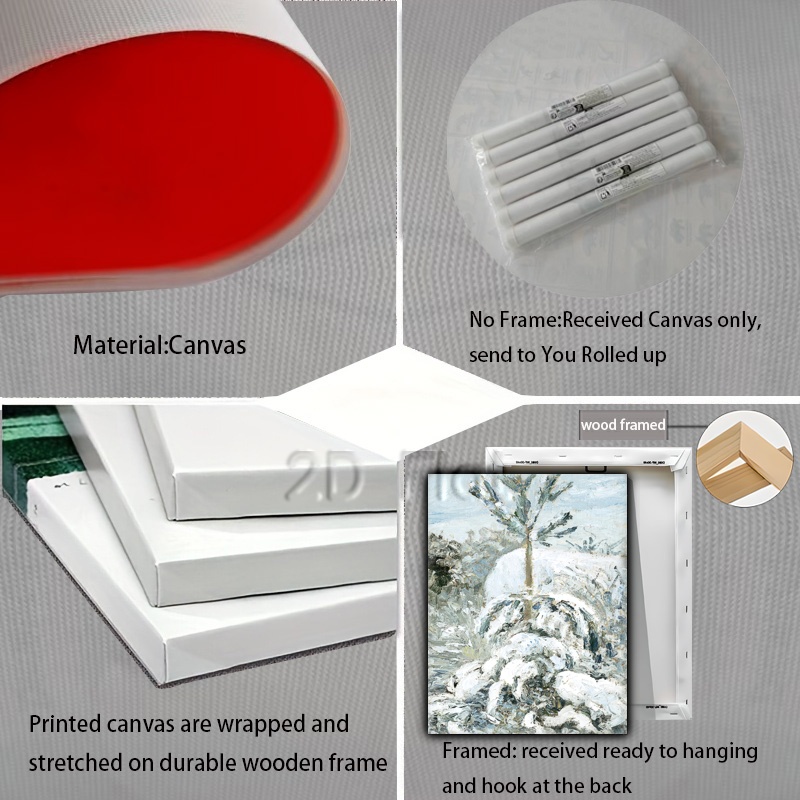 Material:Canvas
No Frame:Received Canvas only,
send to You Rolled up
2D
wood framed
Printed canvas are wrapped and
stretched on durable wooden frame
Framed: received ready to hanging
and hook at the back